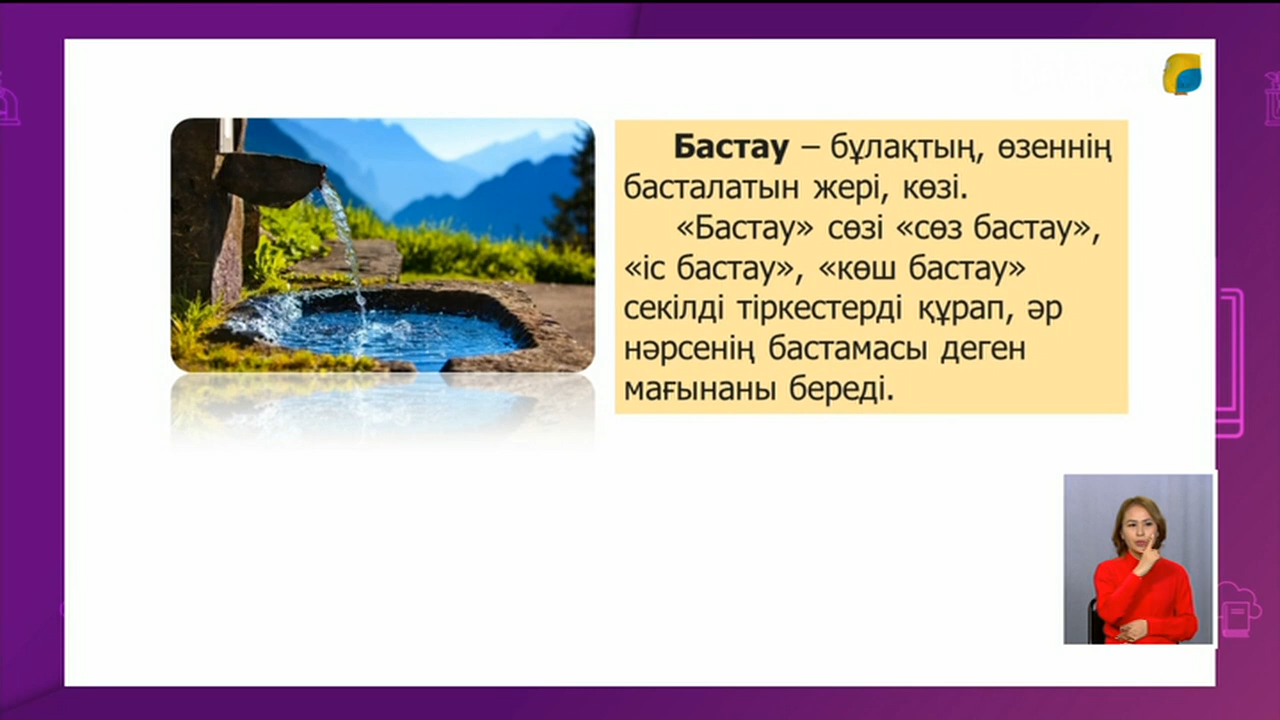 Бастау – бұлақтың, өзеннің
басталатын жері, көзі.
«Бастау» сөзі «сөз бастау»,
«іс бастау», «көш бастау»
секілді тіркестерді құрап, әр
нәрсенің бастамасы деген
мағынаны береді.